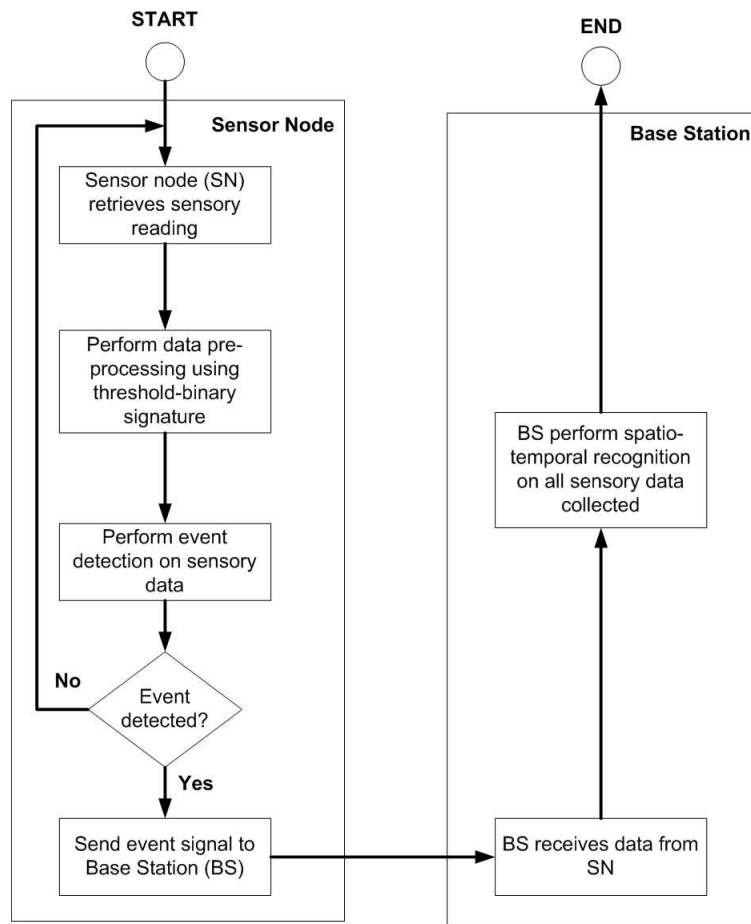 START
END
Sensor Node
Base Station
Sensor node (SN)
retrieves sensory
reading
Perform data pre-
processing using
threshold-binary
signature
Perform event
detection on sensory
data
No
Event
detected?
Yes
Send event signal to
Base Station (BS)
BS receives data from
SN
BS perform spatio-
temporal recognition
on all sensory data
collected